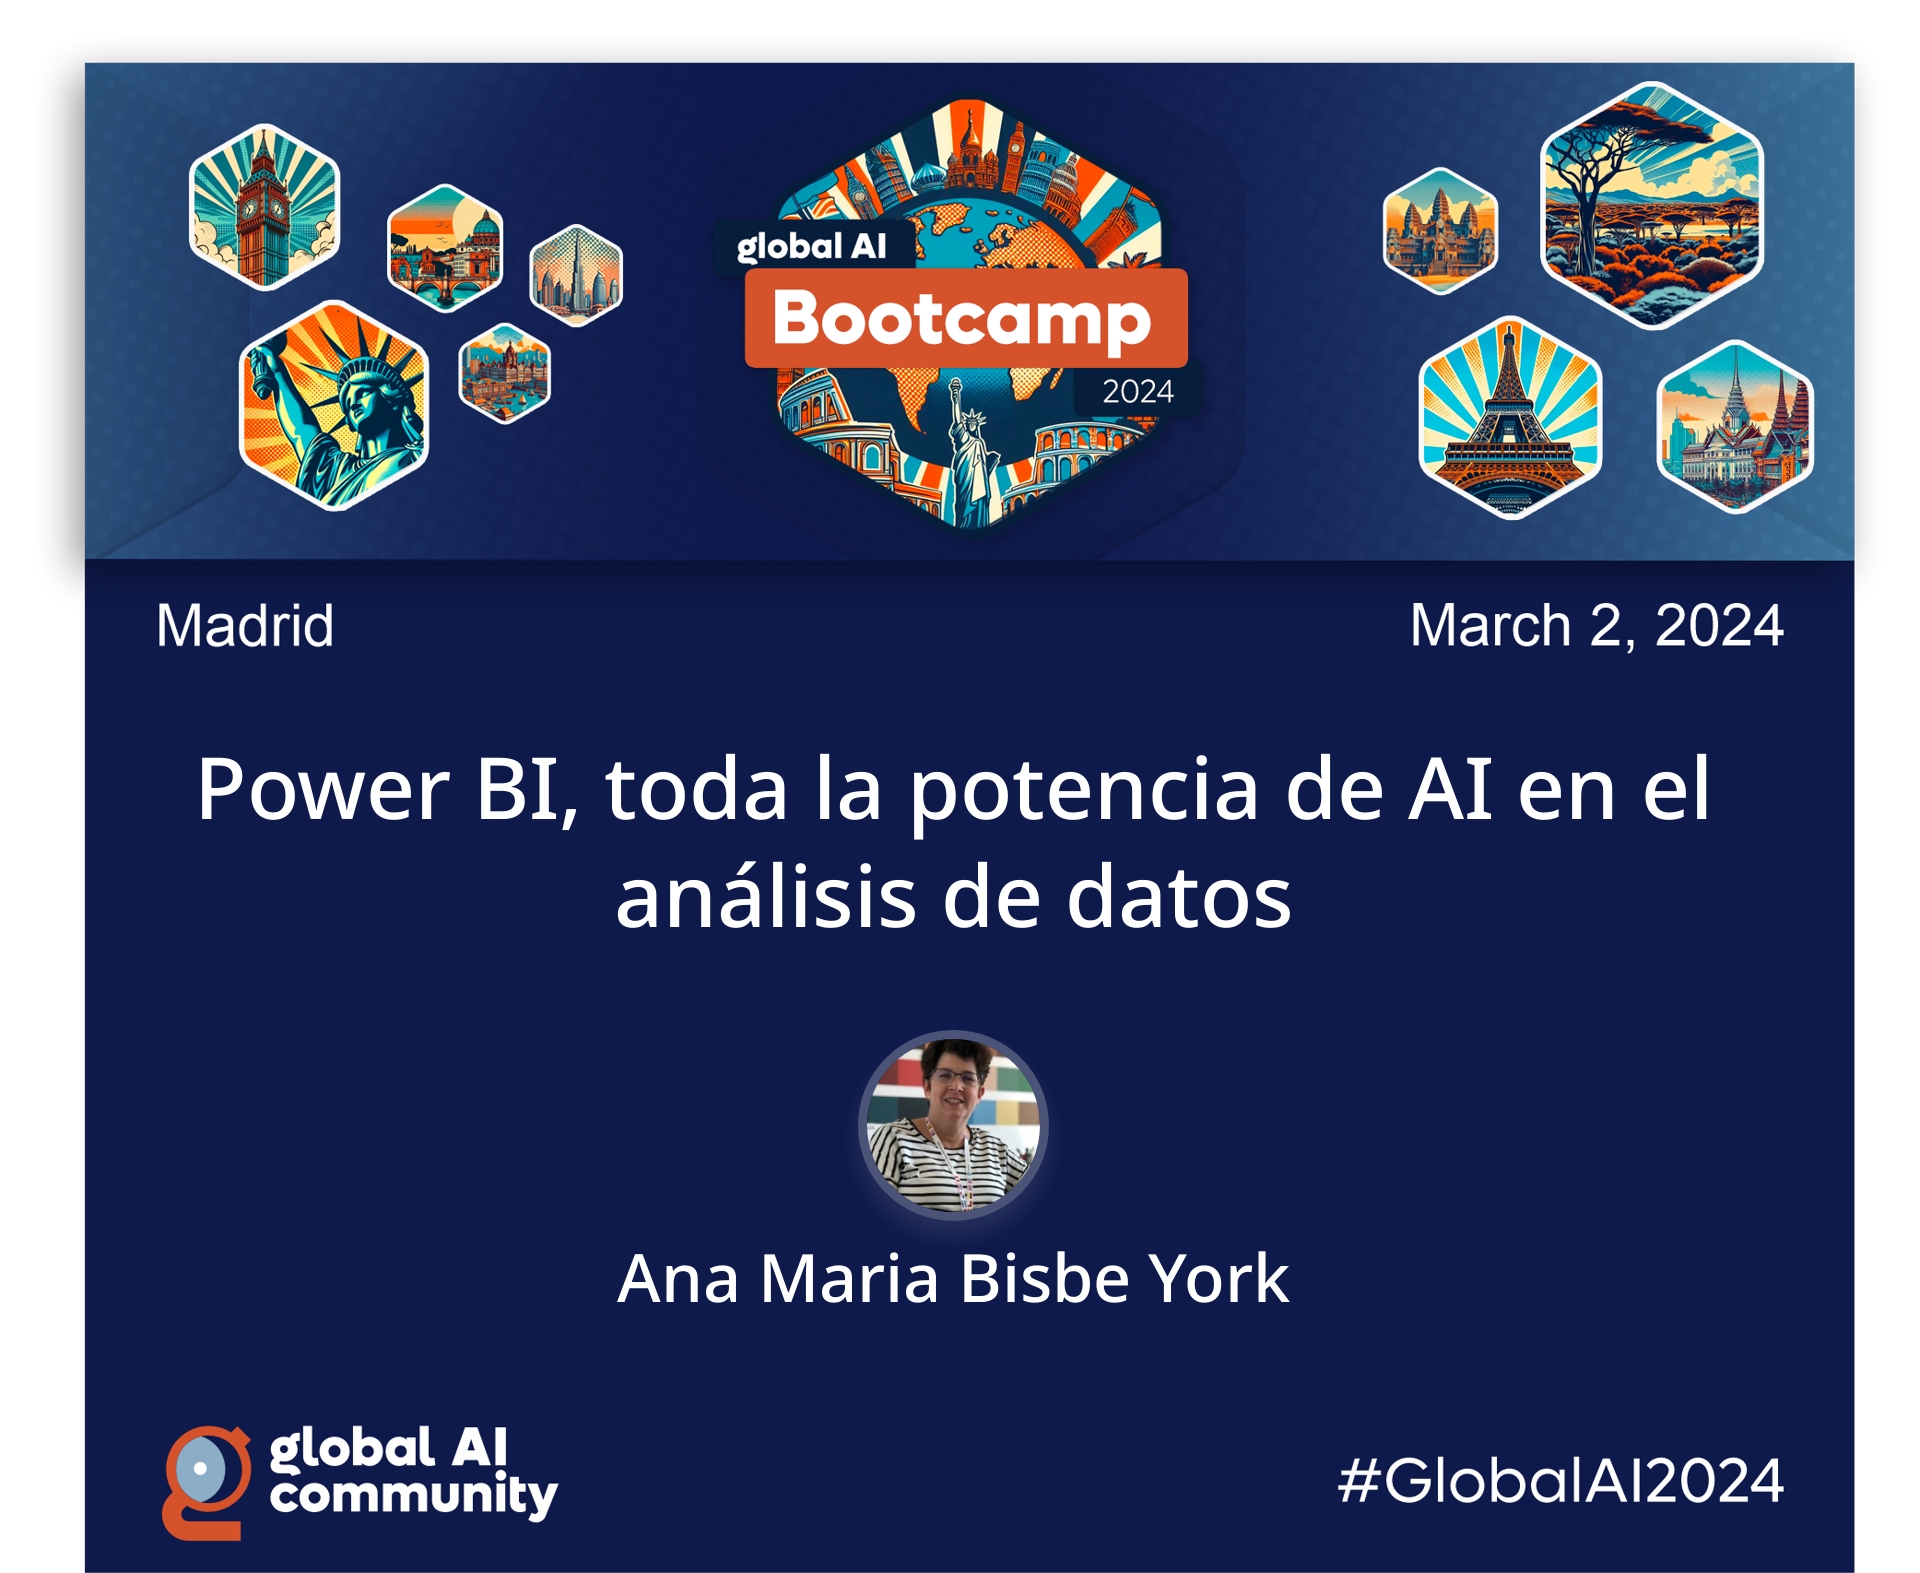 global AI
Bootcamp
2024
Madrid
March 2, 2024
Power BI, toda la potencia de AI en el
análisis de datos
Ana Maria Bisbe York
global AI
community
#GlobalAI2024